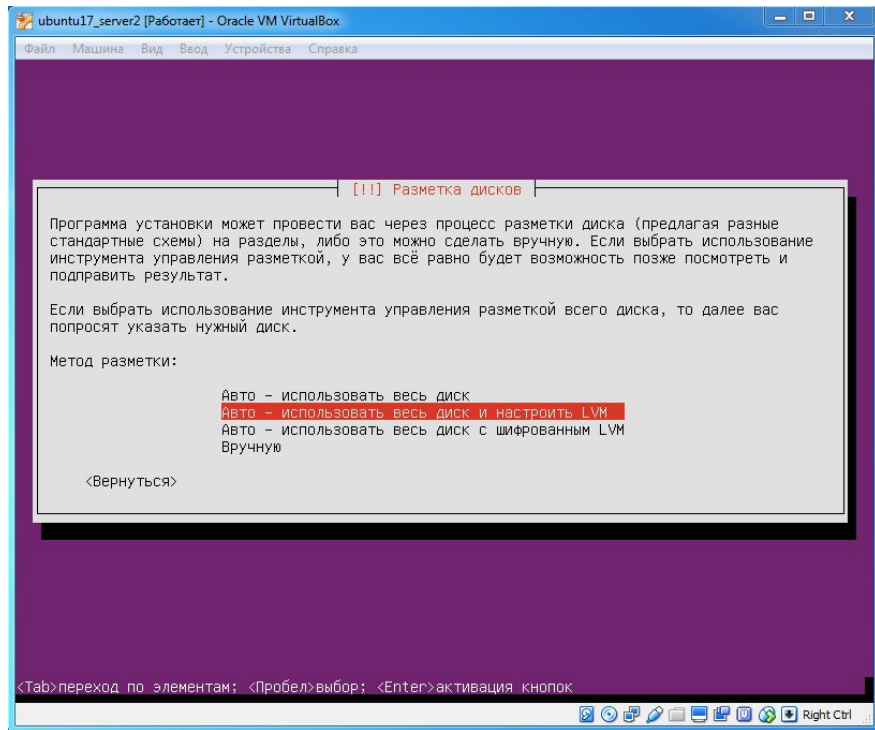 ubuntu17_server2 [Работает] - Oracle VM VirtualBox
Файл Машина Вид Ввод Устройства Справка
[!!] Разметка дисков
Программа установки может провести вас через процесс разметки диска (предлагая разные
стандартные схемы) на разделы, либо это можно сделать вручную. Если выбрать использование
инструмента управления разметкой, у вас всё равно будет возможность позже посмотреть и
подправить результат.
Если выбрать использование инструмента управления разметкой всего диска, то далее вас
попросят указать нужный диск.
Метод разметки:
Авто – использовать весь диск
Авто – использовать весь диск и настроить LVM
Авто – использовать весь диск с шифрованным LVM
Вручную
<Вернуться>
<Tab>переход по элементам; <Пробел>выбор; <Enter>активация кнопок
Right Ctrl